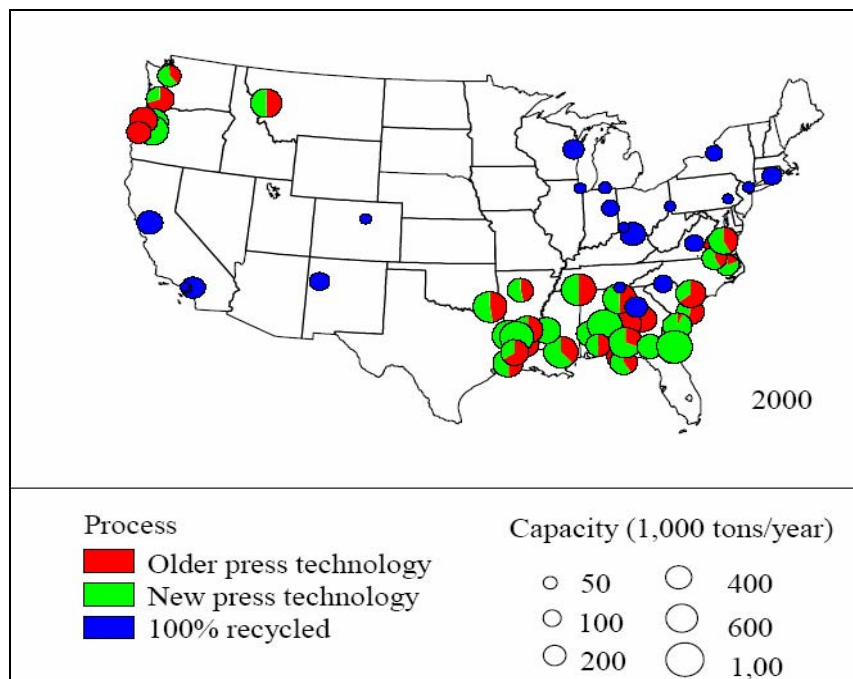 2000
Process
Older press technology
New press technology
100% recycled
Capacity (1,000 tons/year)
50
100
200
400
600
1,00